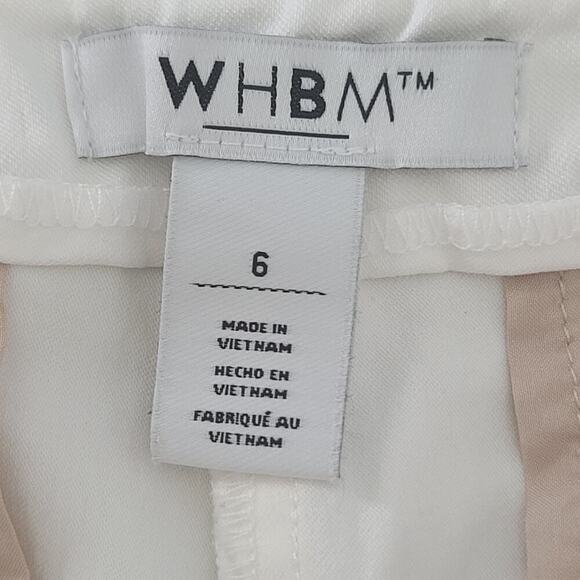 WHBM™
6
MADE IN
VIETNAM
HECHO EN
VIETNAM
FABRIQUÉ AU
VIETNAM